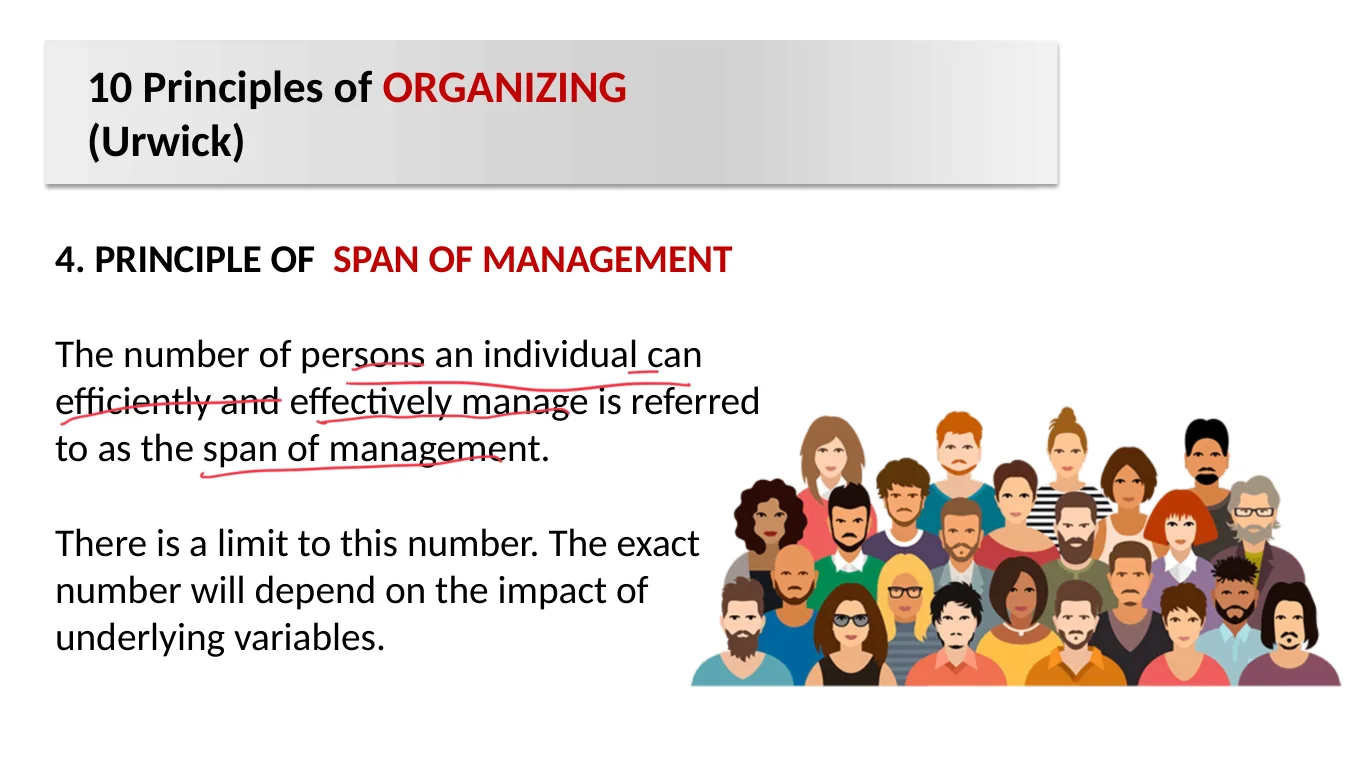 10 Principles of ORGANIZING
(Urwick)
4. PRINCIPLE OF SPAN OF MANAGEMENT
The number of persons an individual can
efficiently and effectively manage is referred
to as the span of management.
There is a limit to this number. The exact
number will depend on the impact of
underlying variables.